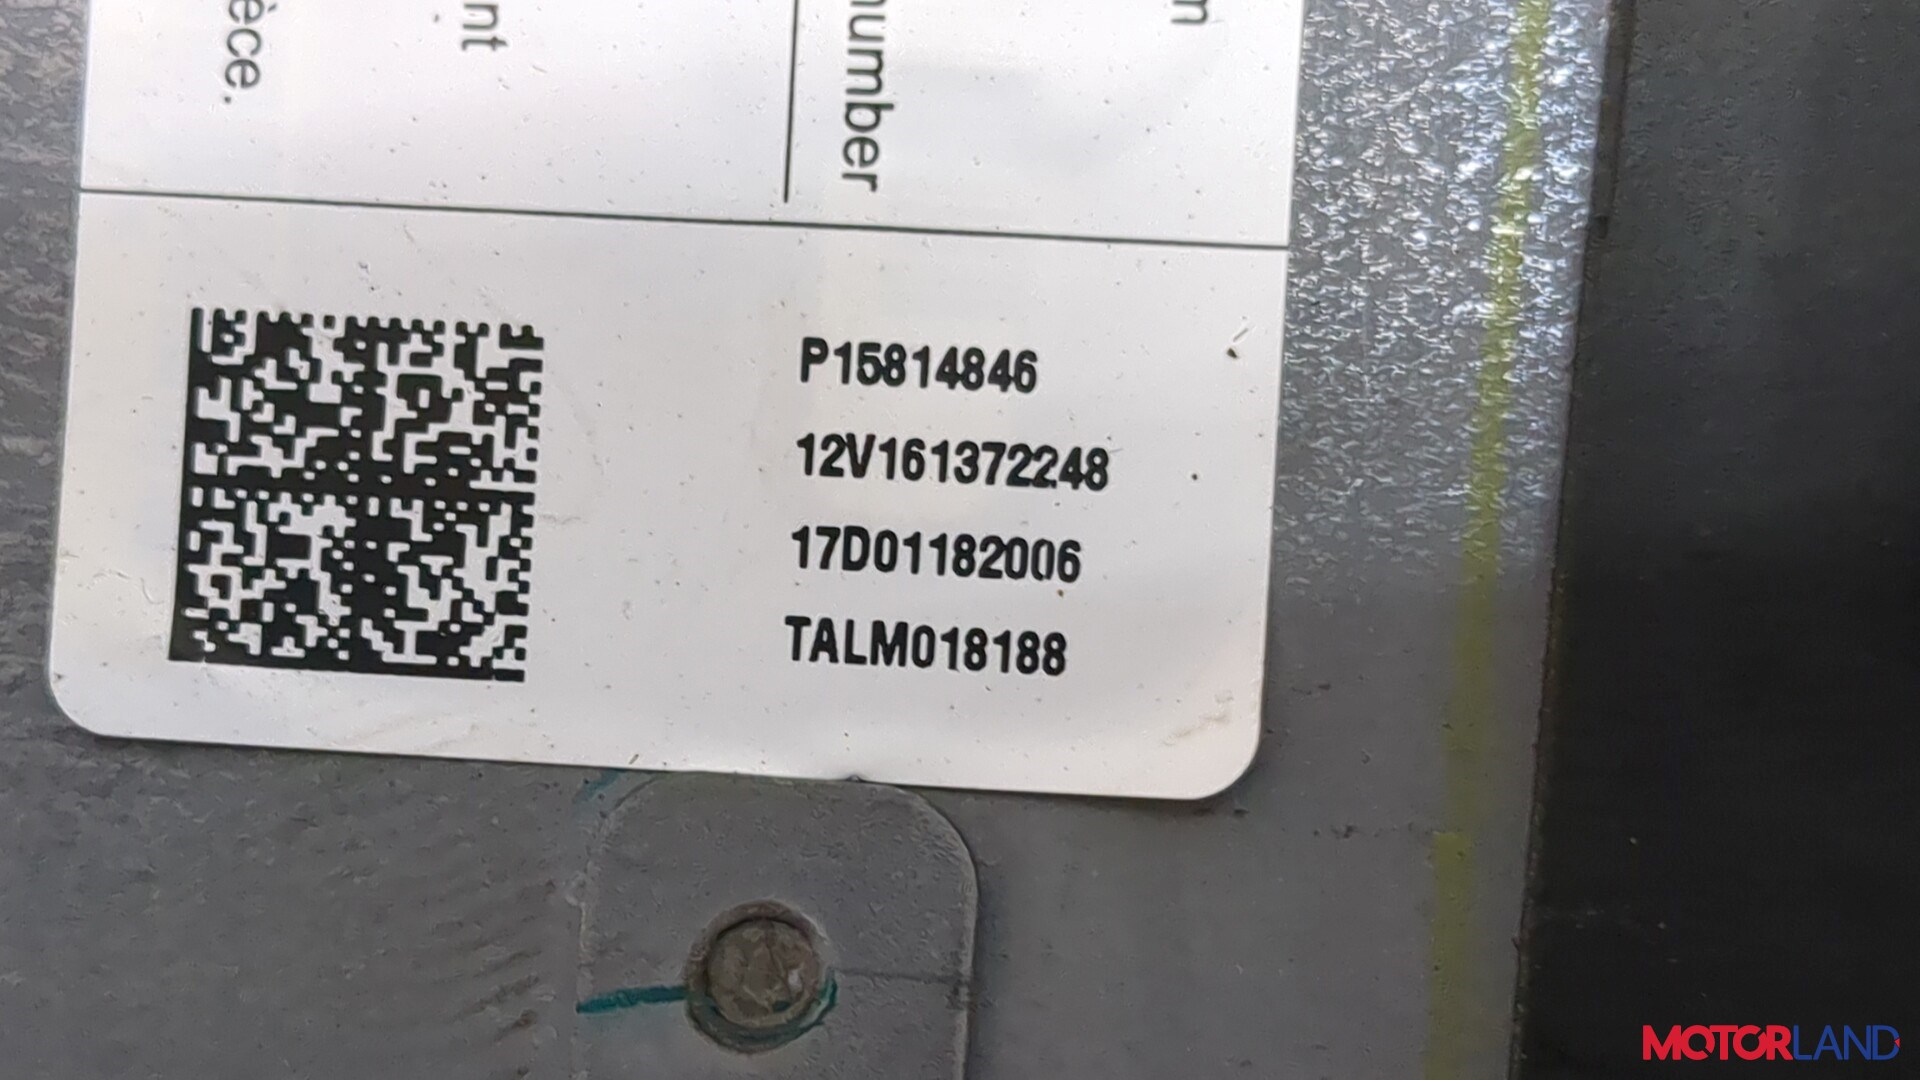 èce.
nt
number
m
P15814846
12V161372248
17D01182006
TALM018188
MOTORLAND